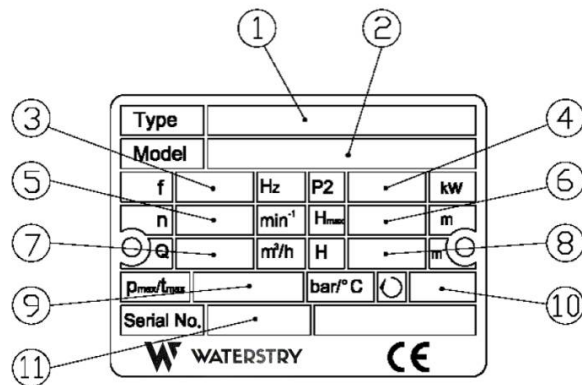 1 2
3 Type 4
Model
f Hz P2 kW
5 n min⁻¹ Hmax m 6
7 Q m³/h H m 8
9 pmax/tmax bar/°C 10
Serial No.
11 WATERSTRY CE